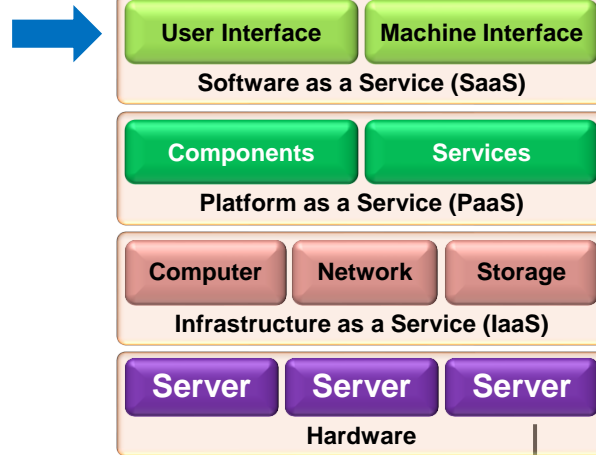 User Interface Machine Interface
Software as a Service (SaaS)
Components Services
Platform as a Service (PaaS)
Computer Network Storage
Infrastructure as a Service (IaaS)
Server Server Server
Hardware